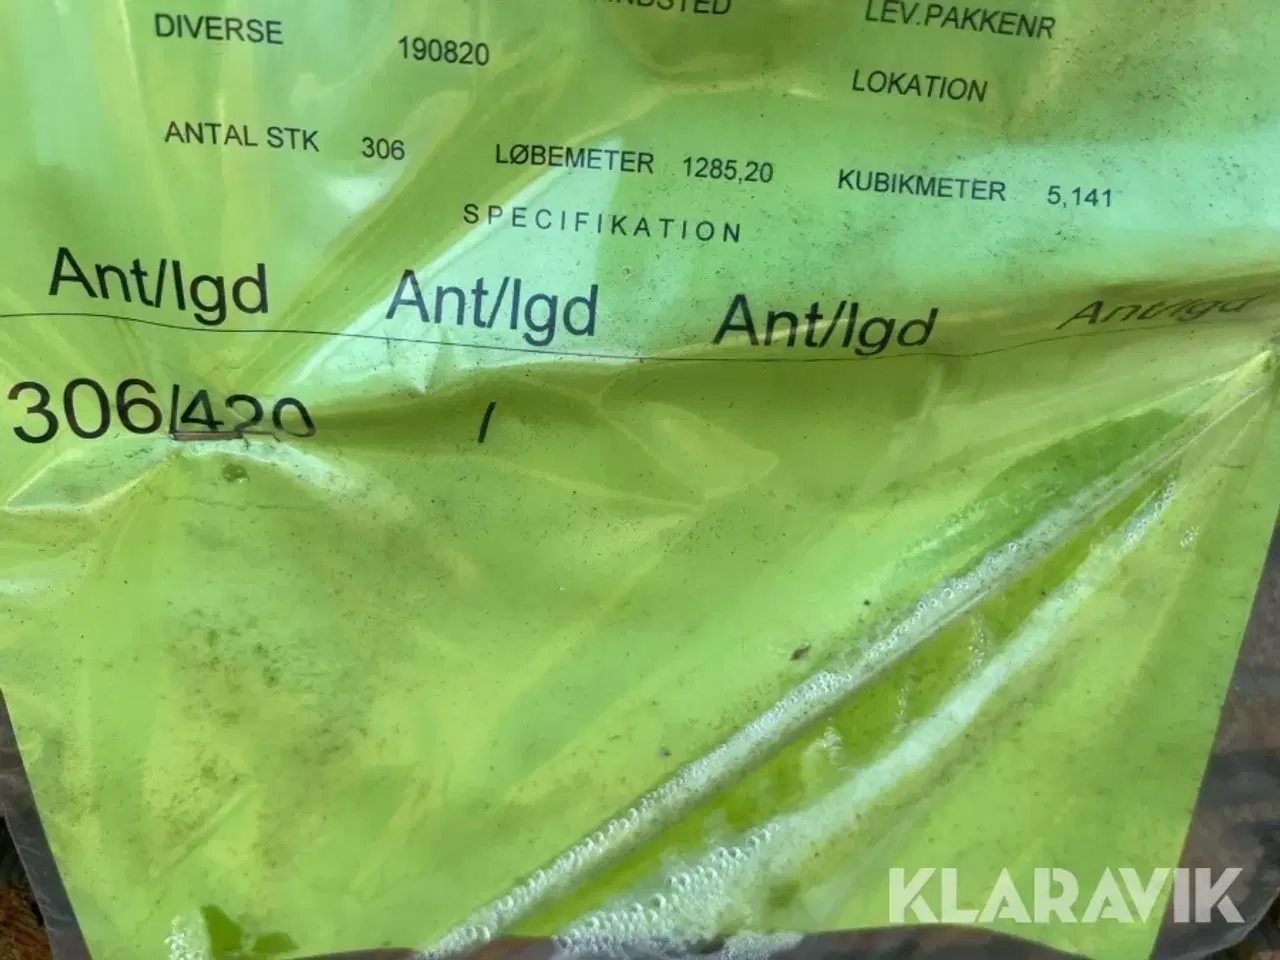 LEV.PAKKENR
DIVERSE 190820
LOKATION
ANTAL STK 306 LØBEMETER 1285,20 KUBIKMETER 5,141
SPECIFIKATION
Ant/lgd Ant/lgd Ant/lgd Ant/lgd
306/420 /
KLARAVIK